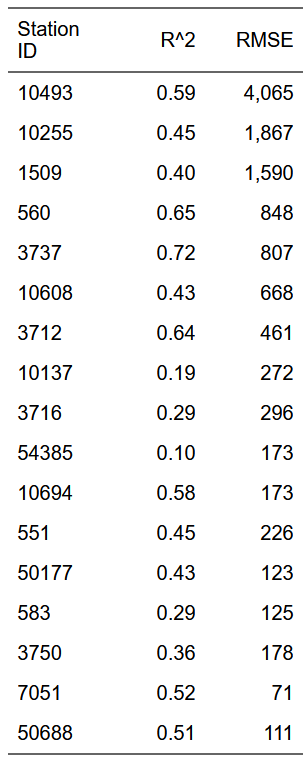 Station
ID R^2 RMSE
10493 0.59 4,065
10255 0.45 1,867
1509 0.40 1,590
560 0.65 848
3737 0.72 807
10608 0.43 668
3712 0.64 461
10137 0.19 272
3716 0.29 296
54385 0.10 173
10694 0.58 173
551 0.45 226
50177 0.43 123
583 0.29 125
3750 0.36 178
7051 0.52 71
50688 0.51 111